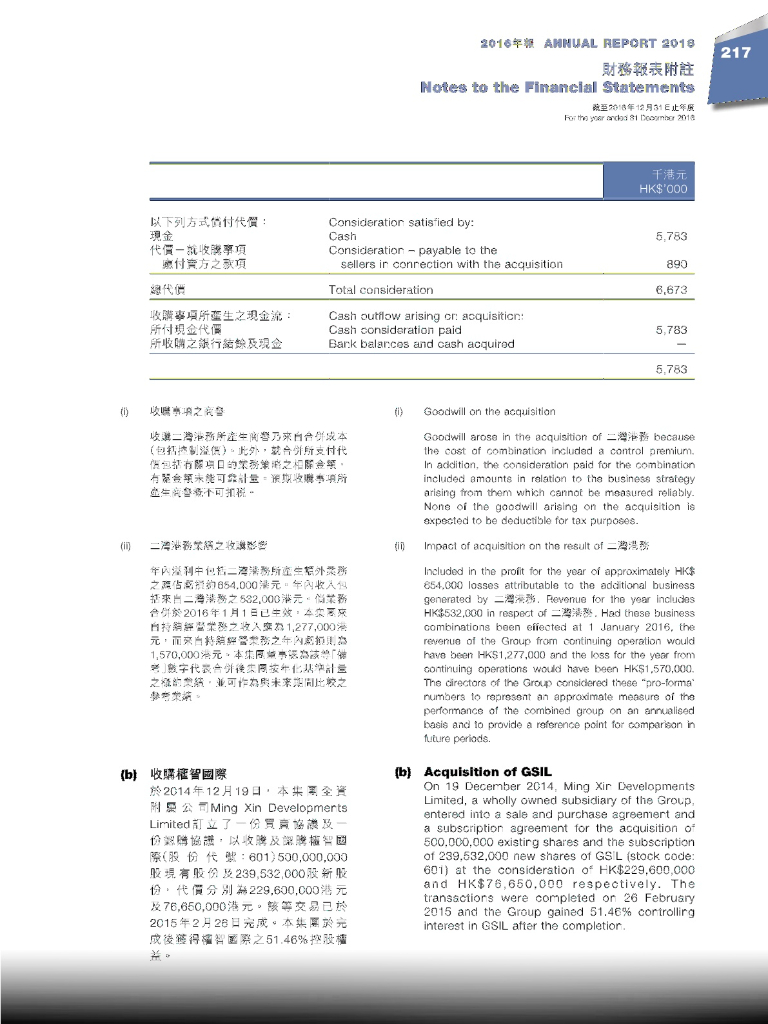 2016年報 ANNUAL REPORT 2016
217
財務報表附註
Notes to the Financial Statements
截至2016年12月31日止年度
For the year ended 31 December 2016
千港元
HK$'000
以下列方式償付代價：
Consideration satisfied by:
現金
Cash
5,783
代價－就收購事項
Consideration – payable to the
應付賣方之款項
sellers in connection with the acquisition
890
總代價
Total consideration
6,673
收購事項所產生之現金流：
Cash outflow arising on acquisition:
所付現金代價
Cash consideration paid
5,783
所收購之銀行結餘及現金
Bank balances and cash acquired
—
5,783
(i) 收購事項之商譽
收購二灣港務所產生商譽乃來自合併成本
(包括控制溢價)。此外，就合併所支付代
價包括有關項目的業務策略之相關金額，
有關金額未能可靠計量。預期收購事項所
產生商譽概不可扣稅。
(i) Goodwill on the acquisition
Goodwill arose in the acquisition of 二灣港務 because
the cost of combination included a control premium.
In addition, the consideration paid for the combination
included amounts in relation to the business strategy
arising from them which cannot be measured reliably.
None of the goodwill arising on the acquisition is
expected to be deductible for tax purposes.
(ii) 二灣港務業績之收購影響
年內溢利中包括二灣港務所產生額外業務
之應佔虧損約654,000港元。年內收入包
括來自二灣港務之532,000港元。倘業務
合併於2016年1月1日已生效，本集團來
自持續經營業務之收入應為1,277,000港
元，而來自持續經營業務之年內虧損則為
1,570,000港元。本集團董事認為該等「備
考」數字代表合併後集團按年化基準計量
之概約業績，並可作為與未來期間比較之
參考業績。
(ii) Impact of acquisition on the result of 二灣港務
Included in the profit for the year of approximately HK$
654,000 losses attributable to the additional business
generated by 二灣港務. Revenue for the year includes
HK$532,000 in respect of 二灣港務. Had these business
combinations been effected at 1 January 2016, the
revenue of the Group from continuing operation would
have been HK$1,277,000 and the loss for the year from
continuing operations would have been HK$1,570,000.
The directors of the Group considered these "pro-forma'
numbers to represent an approximate measure of the
performance of the combined group on an annualised
basis and to provide a reference point for comparison in
future periods.
(b) 收購權智國際
於2014年12月19日，本集團全資
附屬公司Ming Xin Developments
Limited訂立了一份買賣協議及一
份認購協議，以收購及認購權智國
際(股份代號：601)500,000,000
股現有股份及239,532,000股新股
份，代價分別為229,600,000港元
及76,650,000港元。該等交易已於
2015年2月26日完成。本集團於完
成後獲得權智國際之51.46%控股權
益。
(b) Acquisition of GSIL
On 19 December 2014, Ming Xin Developments
Limited, a wholly owned subsidiary of the Group,
entered into a sale and purchase agreement and
a subscription agreement for the acquisition of
500,000,000 existing shares and the subscription
of 239,532,000 new shares of GSIL (stock code:
601) at the consideration of HK$229,600,000
and HK$76,650,000 respectively. The
transactions were completed on 26 February
2015 and the Group gained 51.46% controlling
interest in GSIL after the completion.